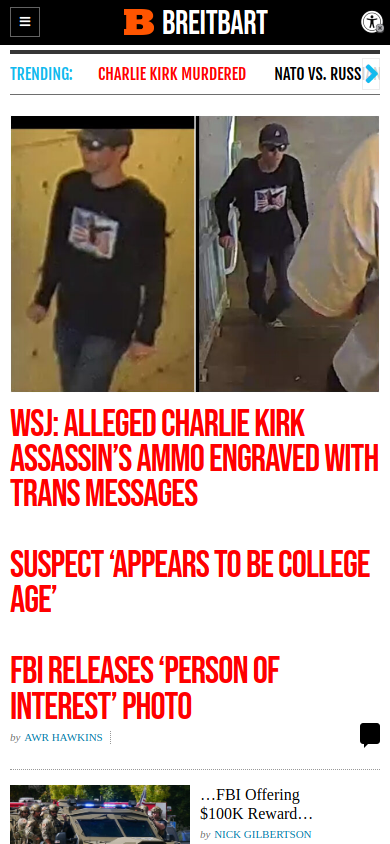 BREITBART
TRENDING: CHARLIE KIRK MURDERED NATO VS. RUSS
WSJ: ALLEGED CHARLIE KIRK
ASSASSIN’S AMMO ENGRAVED WITH
TRANS MESSAGES
SUSPECT ‘APPEARS TO BE COLLEGE
AGE’
FBI RELEASES ‘PERSON OF
INTEREST’ PHOTO
by AWR HAWKINS
…FBI Offering
$100K Reward…
by NICK GILBERTSON